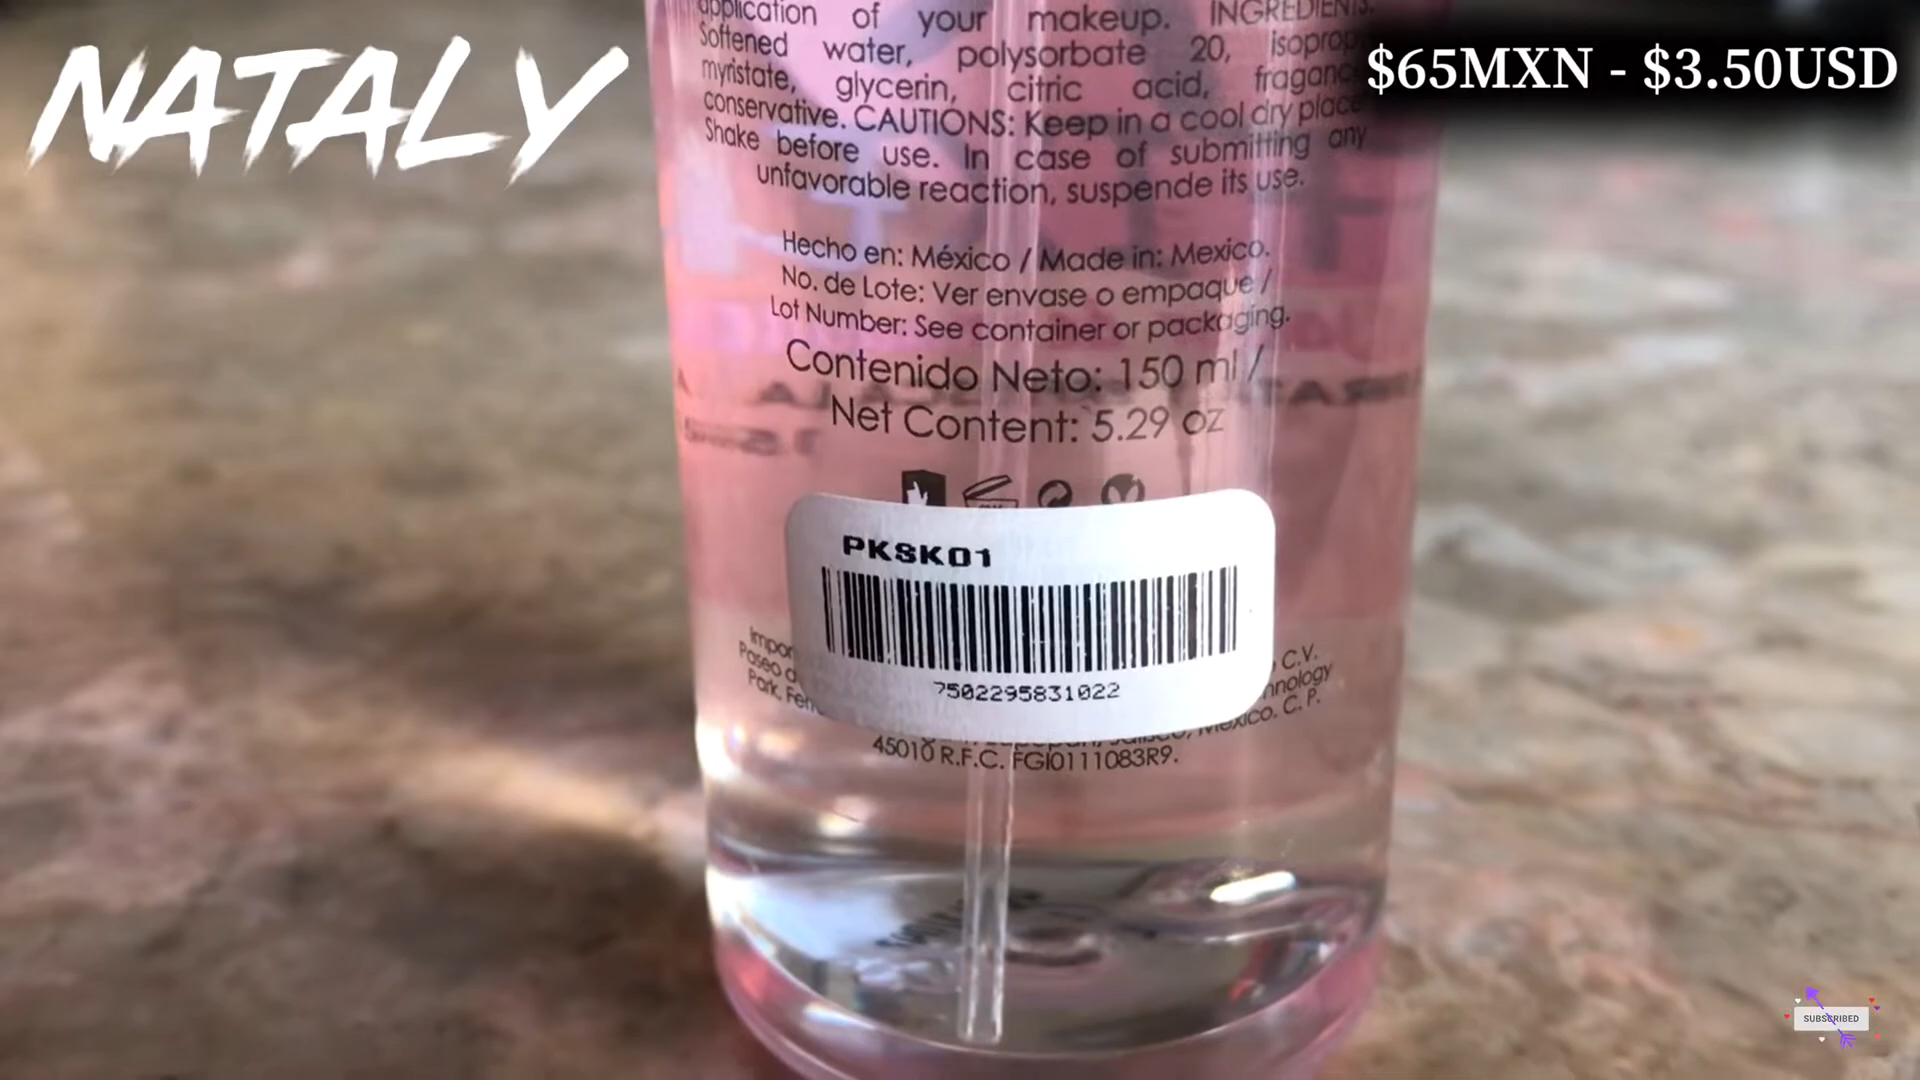 NATALY
$65MXN - $3.50USD
application of your makeup. INGREDIENTS:
Softened water, polysorbate 20,
myristate, glycerin, citric acid,
conservative. CAUTIONS: Keep in a cool dry place
Shake before use. In case of submitting any
unfavorable reaction, suspende its use.
Hecho en: México / Made in: Mexico.
No. de Lote: Ver envase o empaque /
Lot Number: See container or packaging.
Contenido Neto: 150 ml /
Net Content: 5.29 oz
PKSK01
7502295831022
C.V.
México. C. P.
45010 R.F.C. FGI0111083R9.
SUBSCRIBED